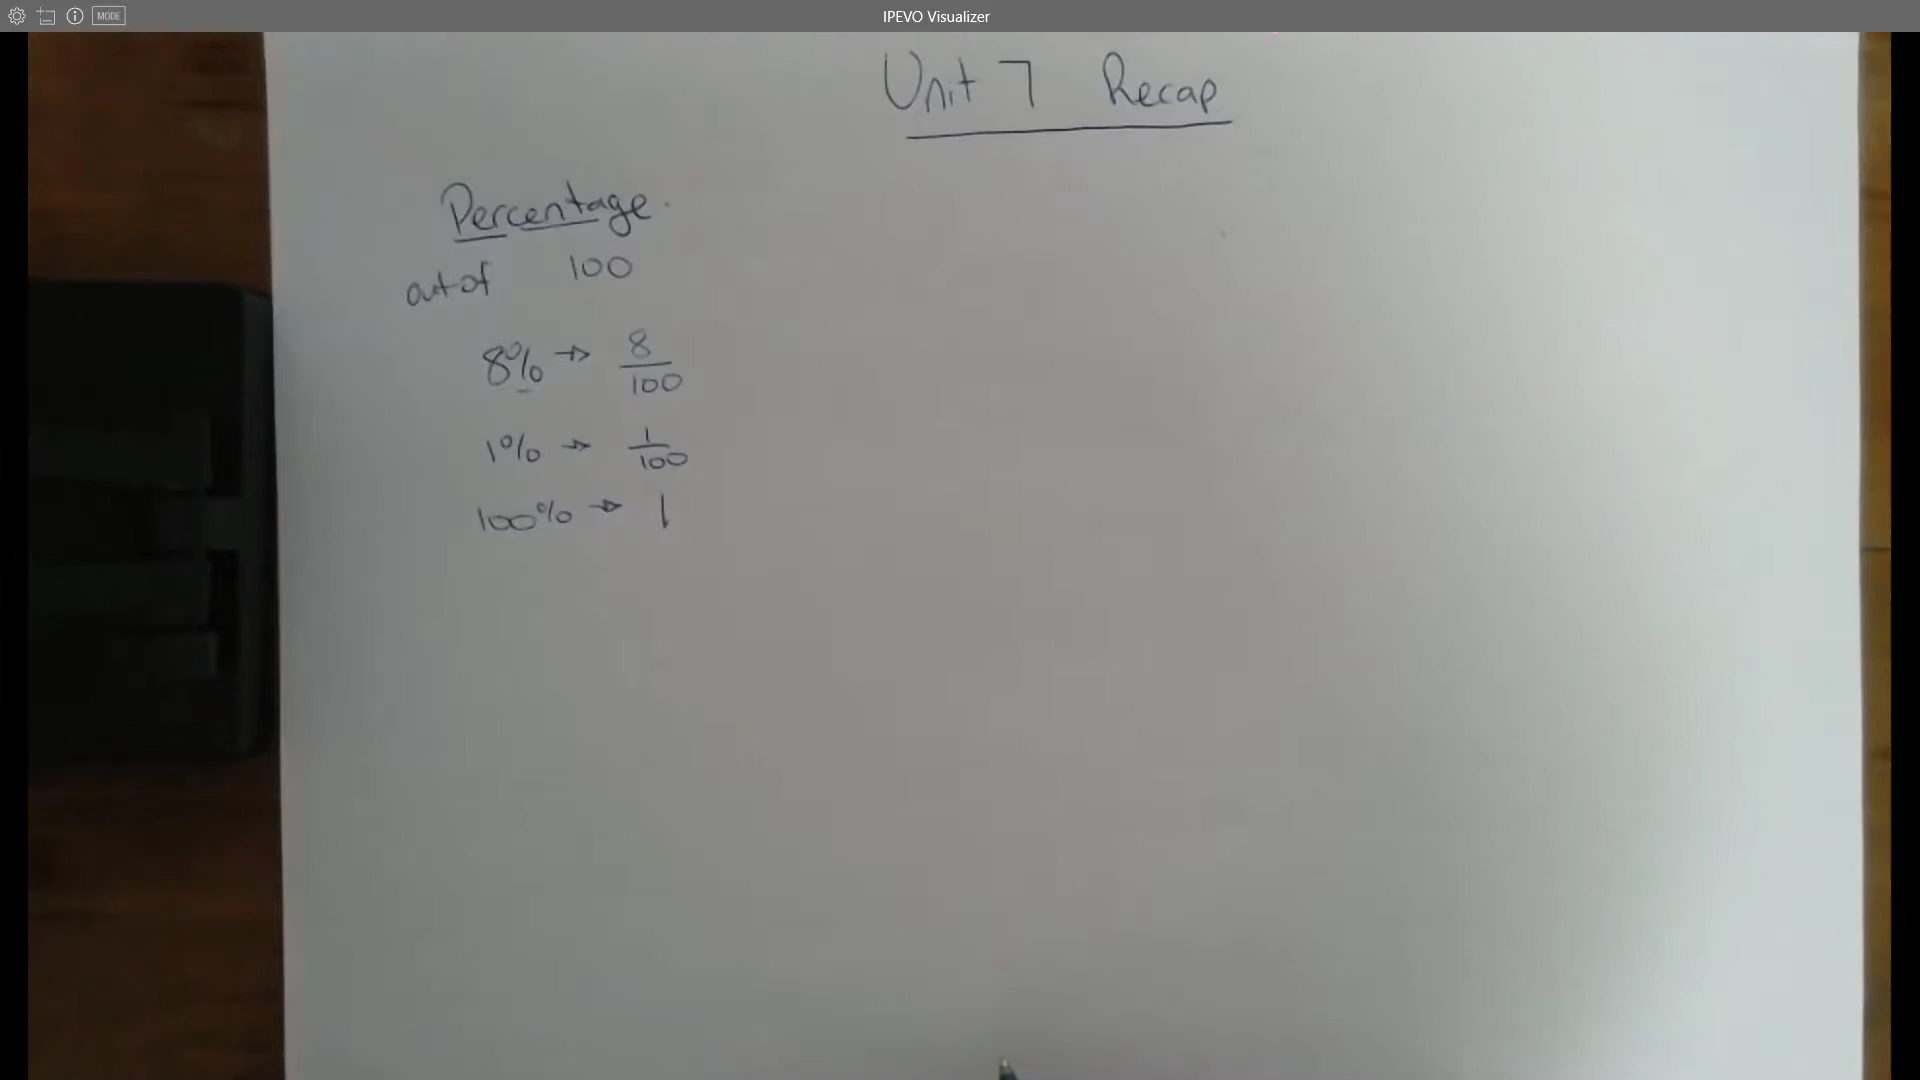 MODE
IPEVO Visualizer
Unit 7 Recap
Percentage.
out of 100
8% → 8/100
1% → 1/100
100% → 1